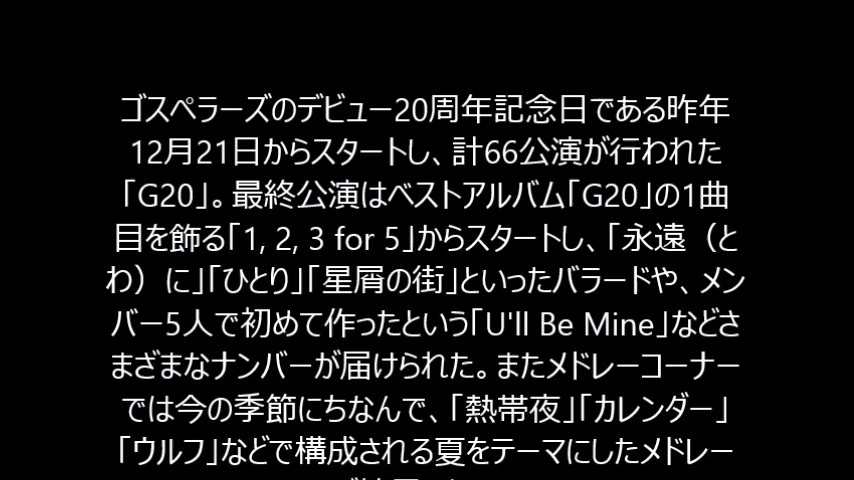 ゴスペラーズのデビュー20周年記念日である昨年
12月21日からスタートし、計66公演が行われた
「G20」。最終公演はベストアルバム「G20」の1曲
目を飾る「1, 2, 3 for 5」からスタートし、「永遠（と
わ）に」「ひとり」「星屑の街」といったバラードや、メン
バー5人で初めて作ったという「U'll Be Mine」などさ
まざまなナンバーが届けられた。またメドレーコーナー
では今の季節にちなんで、「熱帯夜」「カレンダー」
「ウルフ」などで構成される夏をテーマにしたメドレー